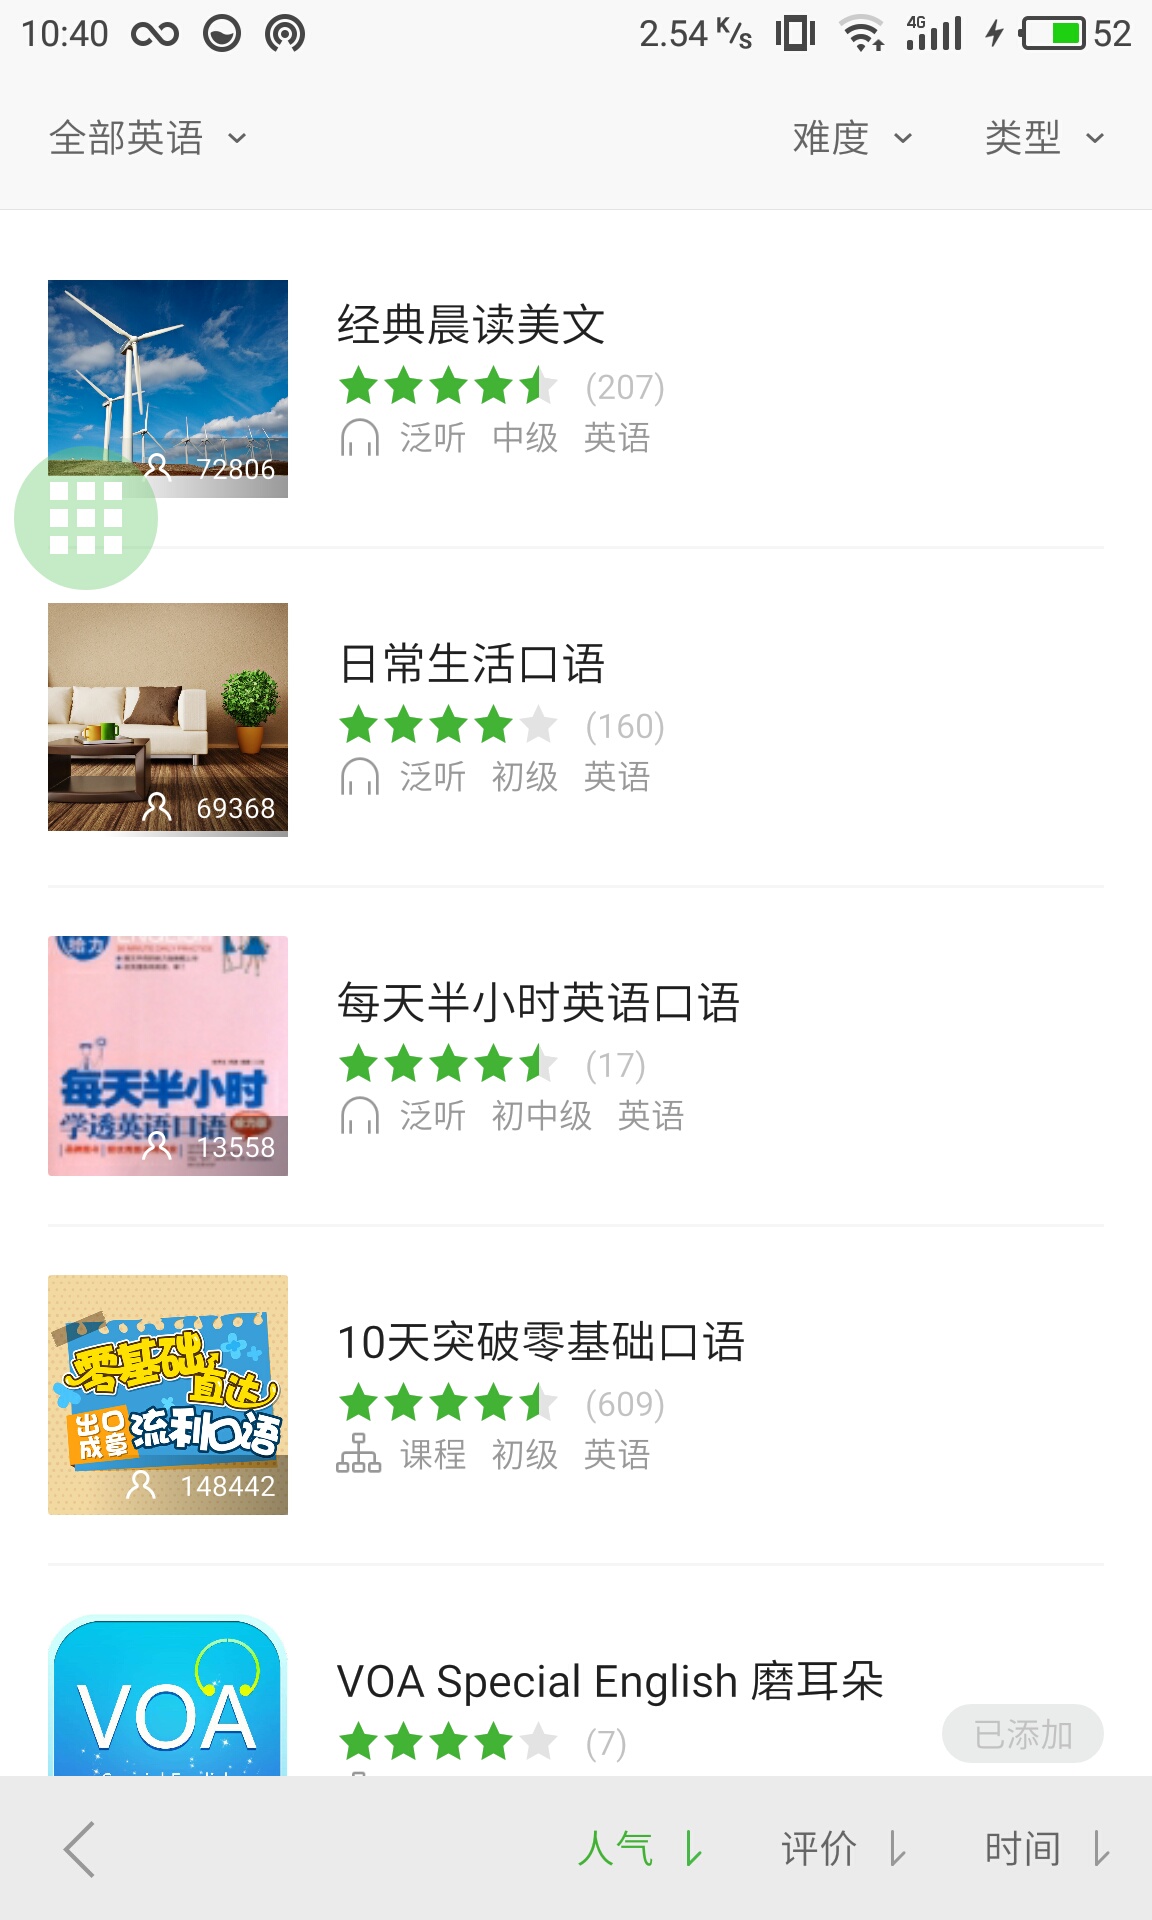 10:40 2.54 K/s 4G 52
全部英语 难度 类型
经典晨读美文
(207)
泛听 中级 英语
72806
日常生活口语
(160)
泛听 初级 英语
69368
给力
每天半小时英语口语
(17)
泛听 初中级 英语
每天半小时
学透英语口语
13558
10天突破零基础口语
(609)
课程 初级 英语
零基础
直达
出口
成章
流利口语
148442
VOA Special English 磨耳朵
(7)
已添加
VOA
人气 评价 时间